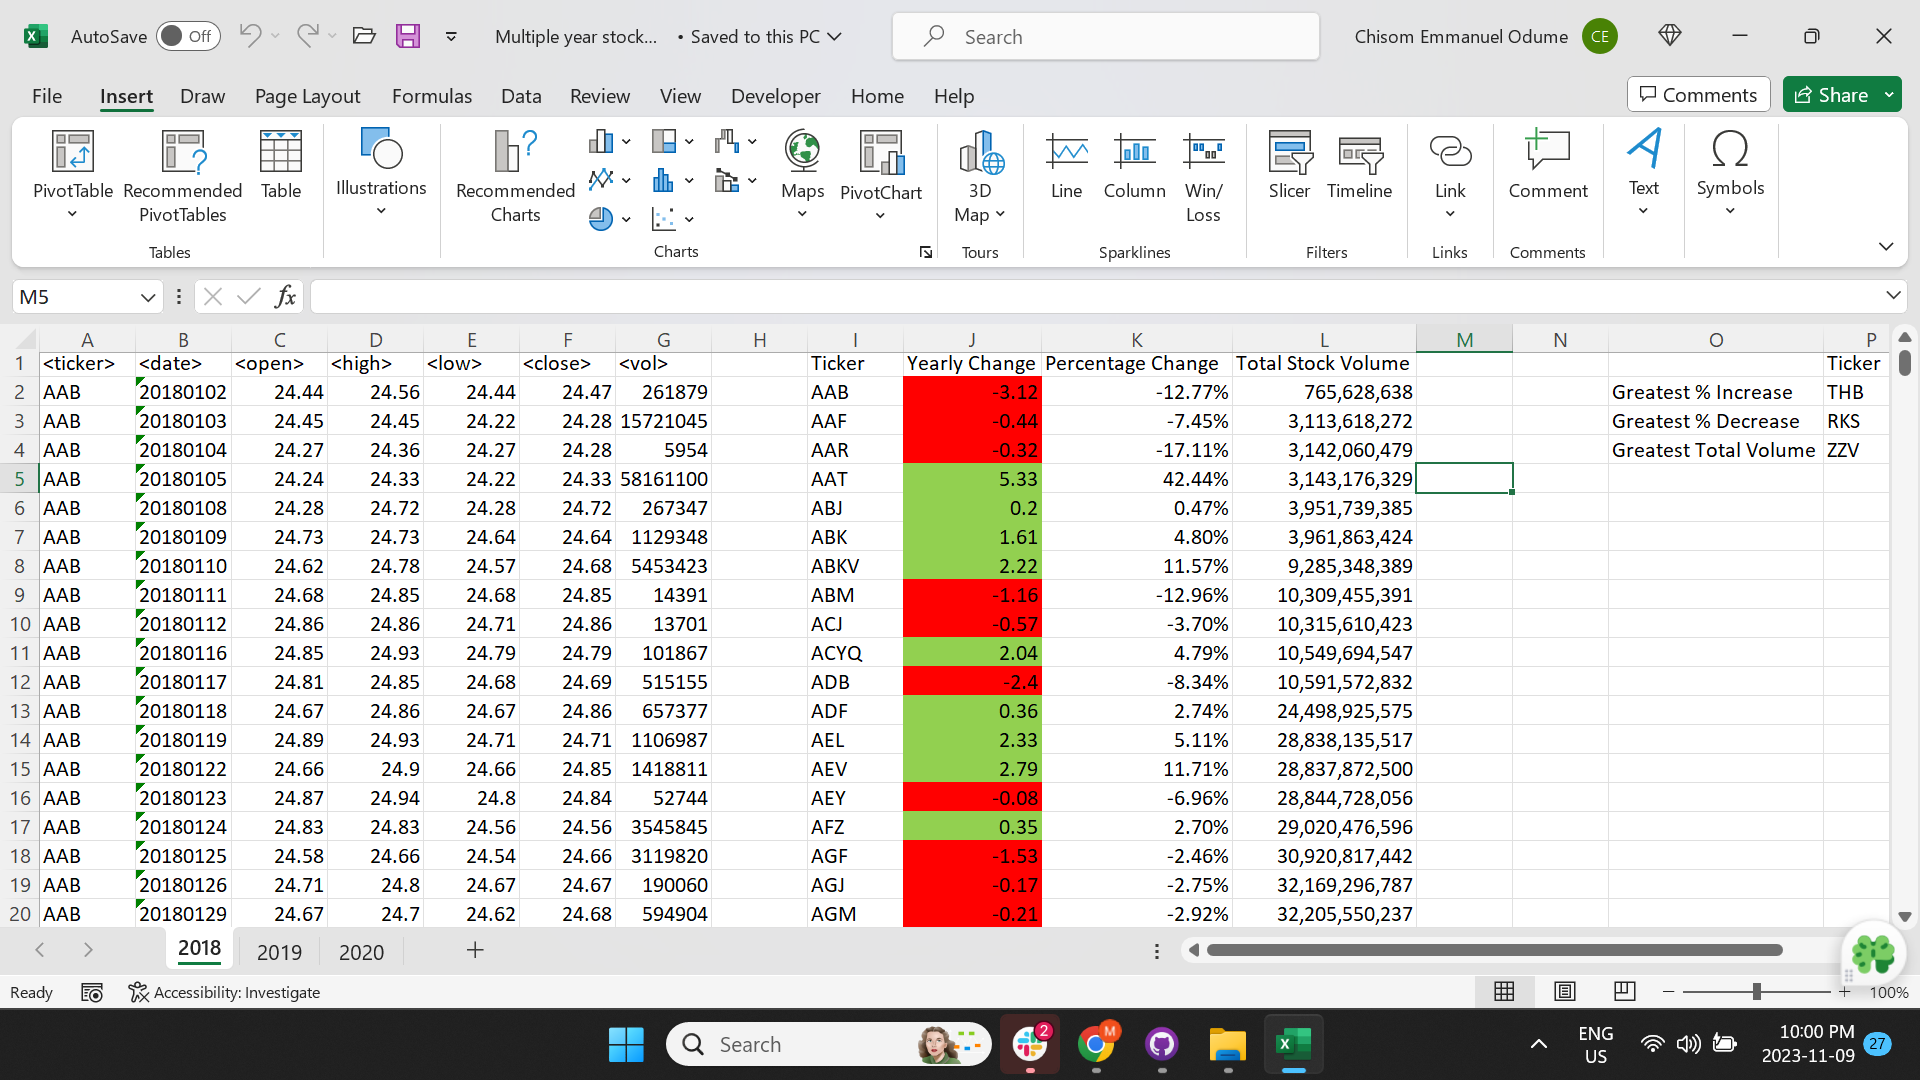 AutoSave Off Multiple year stock... • Saved to this PC Search Chisom Emmanuel Odume CE
File Insert Draw Page Layout Formulas Data Review View Developer Home Help Comments Share
PivotTable Recommended PivotTables Table Illustrations Recommended Charts Maps PivotChart 3D Map Line Column Win/Loss Slicer Timeline Link Comment Text Symbols
Tables Charts Tours Sparklines Filters Links Comments
M5 fx
A B C D E F G H I J K L M N O P
1 <ticker> <date> <open> <high> <low> <close> <vol> Ticker Yearly Change Percentage Change Total Stock Volume Ticker
2 AAB 20180102 24.44 24.56 24.44 24.47 261879 AAB -3.12 -12.77% 765,628,638 Greatest % Increase THB
3 AAB 20180103 24.45 24.45 24.22 24.28 15721045 AAF -0.44 -7.45% 3,113,618,272 Greatest % Decrease RKS
4 AAB 20180104 24.27 24.36 24.27 24.28 5954 AAR -0.32 -17.11% 3,142,060,479 Greatest Total Volume ZZV
5 AAB 20180105 24.24 24.33 24.22 24.33 58161100 AAT 5.33 42.44% 3,143,176,329
6 AAB 20180108 24.28 24.72 24.28 24.72 267347 ABJ 0.2 0.47% 3,951,739,385
7 AAB 20180109 24.73 24.73 24.64 24.64 1129348 ABK 1.61 4.80% 3,961,863,424
8 AAB 20180110 24.62 24.78 24.57 24.68 5453423 ABKV 2.22 11.57% 9,285,348,389
9 AAB 20180111 24.68 24.85 24.68 24.85 14391 ABM -1.16 -12.96% 10,309,455,391
10 AAB 20180112 24.86 24.86 24.71 24.86 13701 ACJ -0.57 -3.70% 10,315,610,423
11 AAB 20180116 24.85 24.93 24.79 24.79 101867 ACYQ 2.04 4.79% 10,549,694,547
12 AAB 20180117 24.81 24.85 24.68 24.69 515155 ADB -2.4 -8.34% 10,591,572,832
13 AAB 20180118 24.67 24.86 24.67 24.86 657377 ADF 0.36 2.74% 24,498,925,575
14 AAB 20180119 24.89 24.93 24.71 24.71 1106987 AEL 2.33 5.11% 28,838,135,517
15 AAB 20180122 24.66 24.9 24.66 24.85 1418811 AEV 2.79 11.71% 28,837,872,500
16 AAB 20180123 24.87 24.94 24.8 24.84 52744 AEY -0.08 -6.96% 28,844,728,056
17 AAB 20180124 24.83 24.83 24.56 24.56 3545845 AFZ 0.35 2.70% 29,020,476,596
18 AAB 20180125 24.58 24.66 24.54 24.66 3119820 AGF -1.53 -2.46% 30,920,817,442
19 AAB 20180126 24.71 24.8 24.67 24.67 190060 AGJ -0.17 -2.75% 32,169,296,787
20 AAB 20180129 24.67 24.7 24.62 24.68 594904 AGM -0.21 -2.92% 32,205,550,237
2018 2019 2020
Ready Accessibility: Investigate 100%
Search 2 M ENG US 10:00 PM 2023-11-09 27